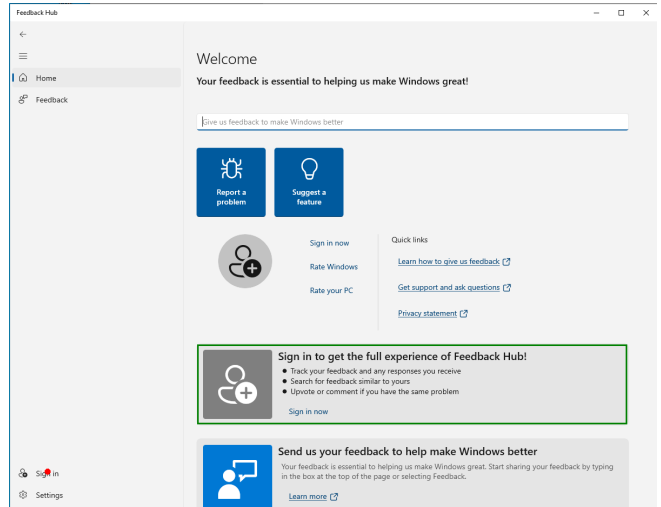 Feedback Hub
Home
Feedback
Sign in
Settings
Welcome
Your feedback is essential to helping us make Windows great!
Give us feedback to make Windows better
Report a
problem
Suggest a
feature
Sign in now
Rate Windows
Rate your PC
Quick links
Learn how to give us feedback
Get support and ask questions
Privacy statement
Sign in to get the full experience of Feedback Hub!
Track your feedback and any responses you receive
Search for feedback similar to yours
Upvote or comment if you have the same problem
Sign in now
Send us your feedback to help make Windows better
Your feedback is essential to helping us make Windows great. Start sharing your feedback by typing
in the box at the top of the page or selecting Feedback.
Learn more